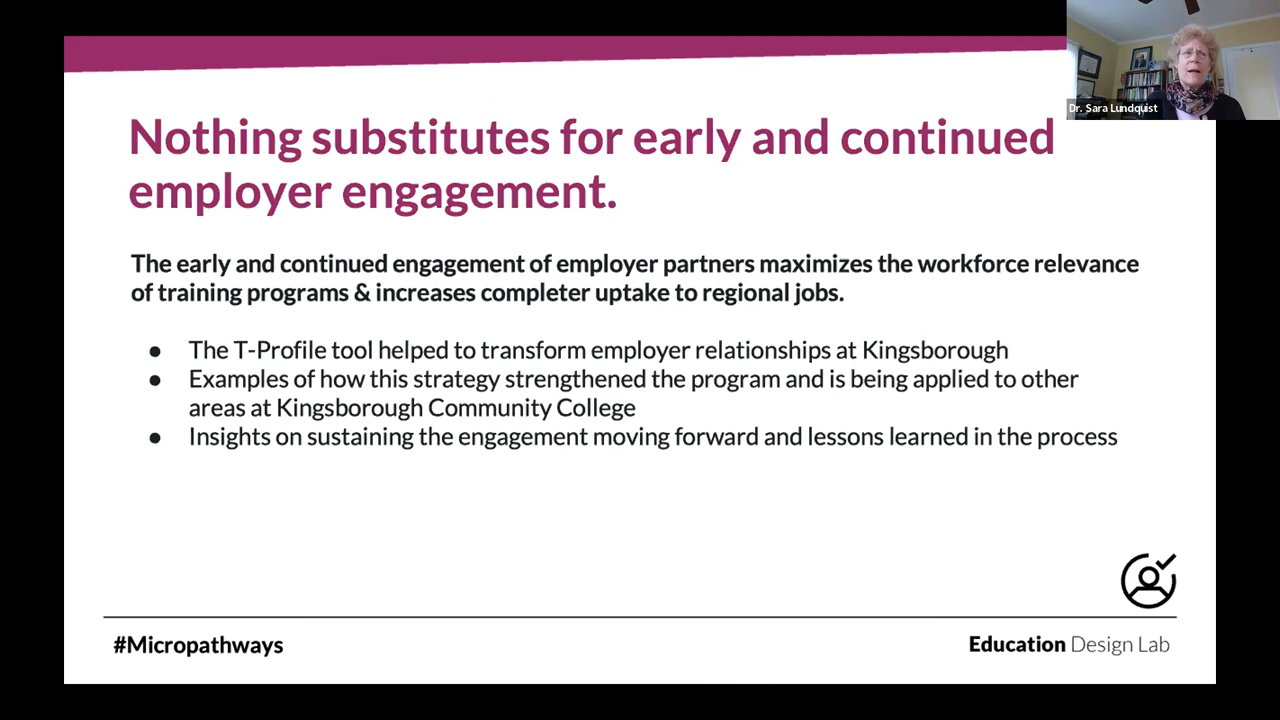 Dr. Sara Lundquist
Nothing substitutes for early and continued
employer engagement.
The early and continued engagement of employer partners maximizes the workforce relevance
of training programs & increases completer uptake to regional jobs.
● The T-Profile tool helped to transform employer relationships at Kingsborough
● Examples of how this strategy strengthened the program and is being applied to other
areas at Kingsborough Community College
● Insights on sustaining the engagement moving forward and lessons learned in the process
#Micropathways
Education Design Lab